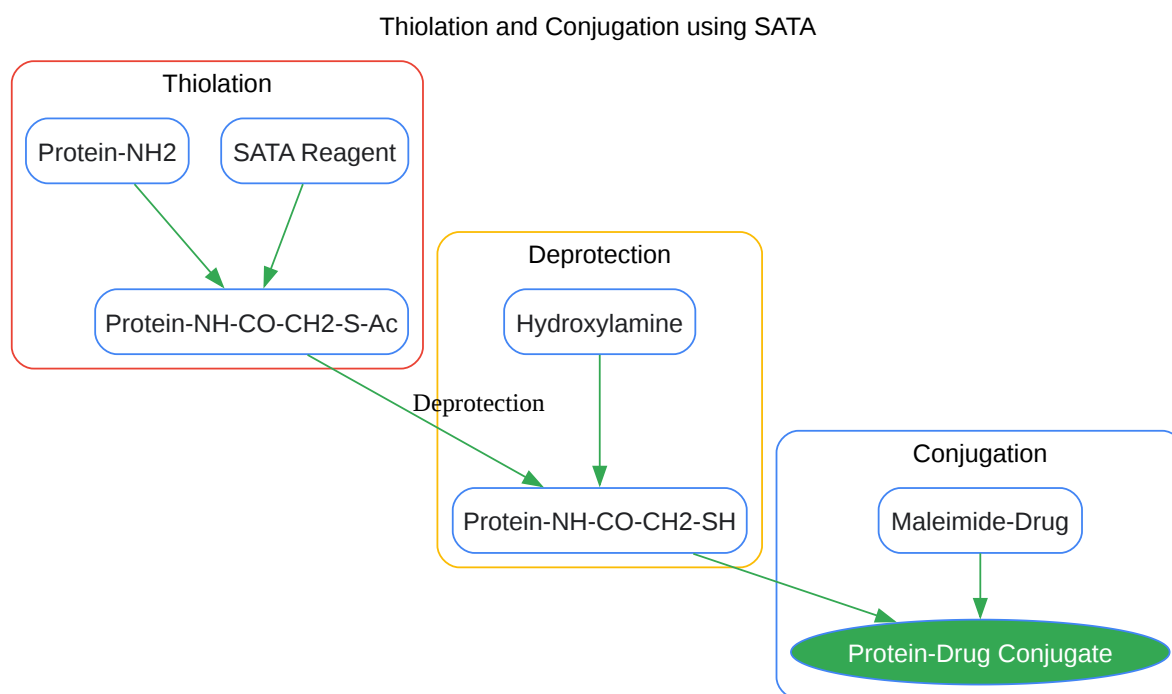 Thiolation and Conjugation using SATA
Thiolation
Protein-NH2
SATA Reagent
Protein-NH-CO-CH2-S-Ac
Deprotection
Deprotection
Hydroxylamine
Protein-NH-CO-CH2-SH
Conjugation
Maleimide-Drug
Protein-Drug Conjugate